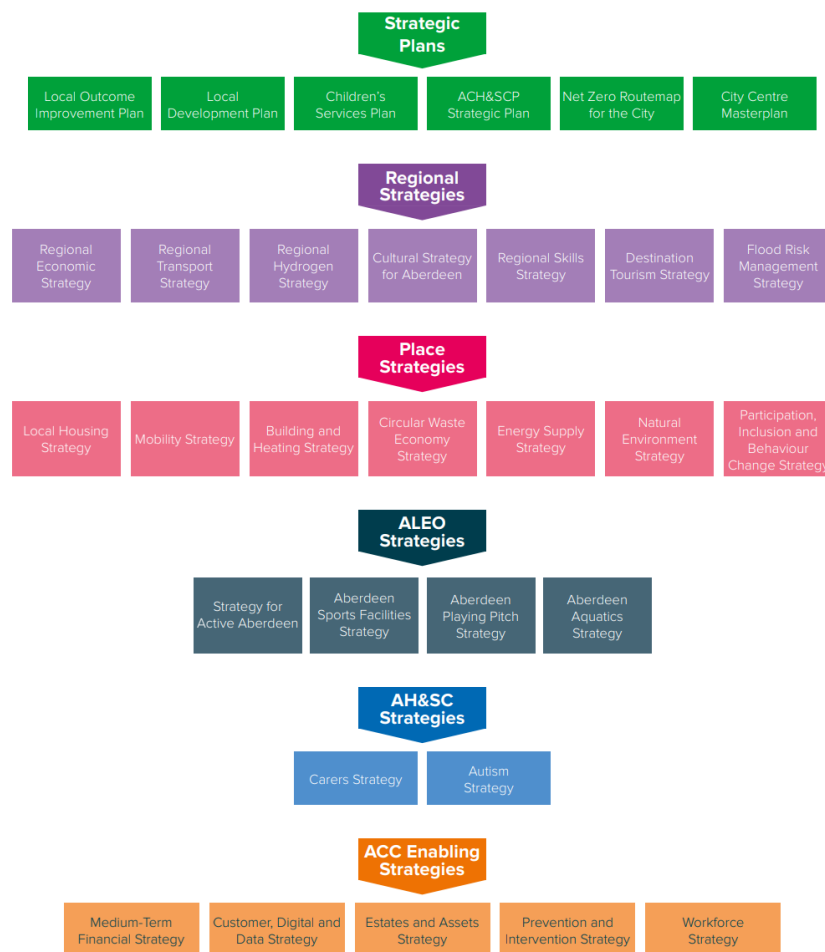 Strategic
Plans
Local Outcome
Improvement Plan
Local
Development Plan
Children's
Services Plan
ACH&SCP
Strategic Plan
Net Zero Routemap
for the City
City Centre
Masterplan
Regional
Strategies
Regional
Economic
Strategy
Regional
Transport
Strategy
Regional
Hydrogen
Strategy
Cultural Strategy
for Aberdeen
Regional Skills
Strategy
Destination
Tourism Strategy
Flood Risk
Management
Strategy
Place
Strategies
Local Housing
Strategy
Mobility Strategy
Building and
Heating Strategy
Circular Waste
Economy
Strategy
Energy Supply
Strategy
Natural
Environment
Strategy
Participation,
Inclusion and
Behaviour
Change Strategy
ALEO
Strategies
Strategy for
Active Aberdeen
Aberdeen
Sports Facilities
Strategy
Aberdeen
Playing Pitch
Strategy
Aberdeen
Aquatics
Strategy
AH&SC
Strategies
Carers Strategy
Autism
Strategy
ACC Enabling
Strategies
Medium-Term
Financial Strategy
Customer, Digital and
Data Strategy
Estates and Assets
Strategy
Prevention and
Intervention Strategy
Workforce
Strategy